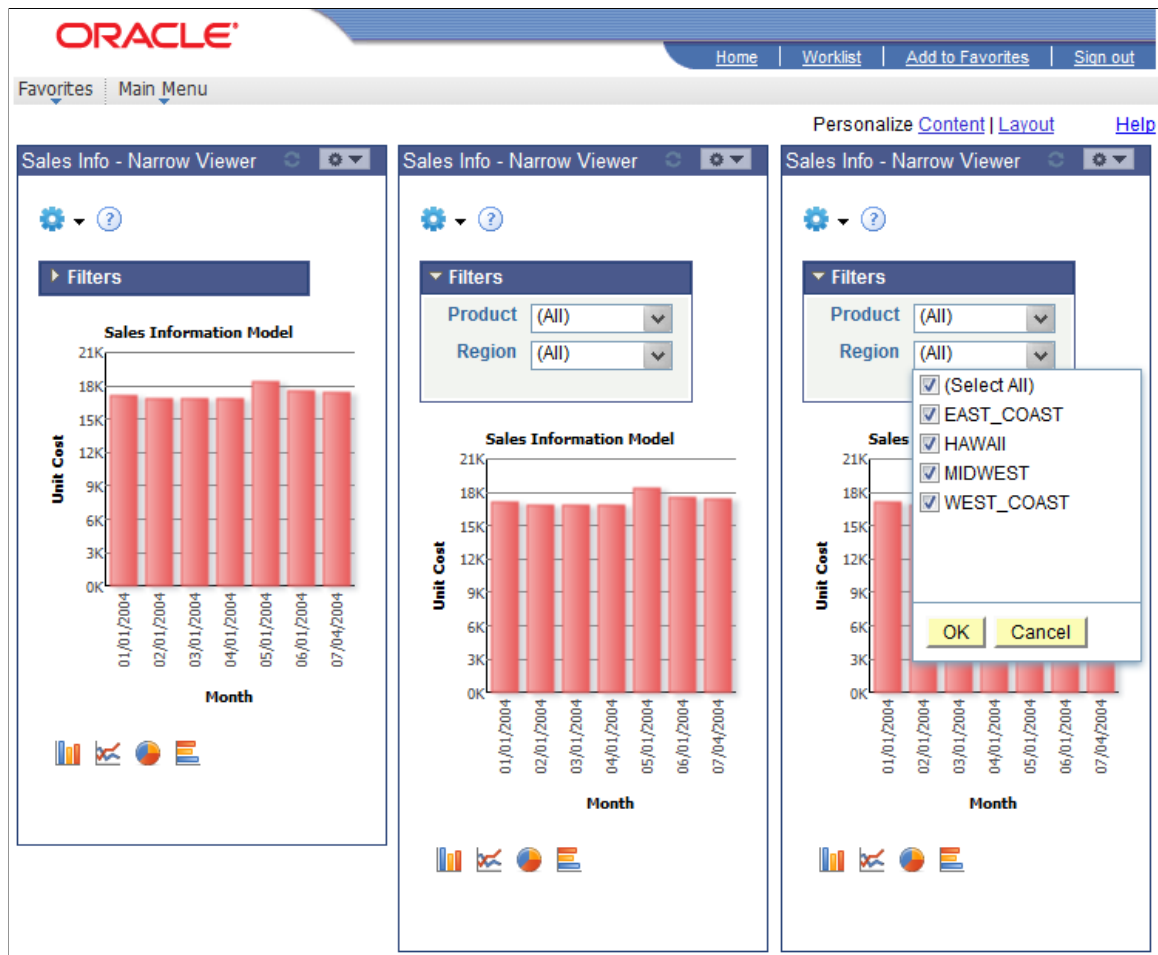 ORACLE
Home | Worklist | Add to Favorites | Sign out
Favorites Main Menu
Personalize Content | Layout Help
Sales Info - Narrow Viewer
?
Filters
Sales Information Model
21K
18K
15K
12K
9K
6K
3K
0K
Unit Cost
01/01/2004
02/01/2004
03/01/2004
04/01/2004
05/01/2004
06/01/2004
07/04/2004
Month
Sales Info - Narrow Viewer
?
Filters
Product (All)
Region (All)
Sales Information Model
21K
18K
15K
12K
9K
6K
3K
0K
Unit Cost
01/01/2004
02/01/2004
03/01/2004
04/01/2004
05/01/2004
06/01/2004
07/04/2004
Month
Sales Info - Narrow Viewer
?
Filters
Product (All)
Region (All)
(Select All)
EAST_COAST
HAWAII
MIDWEST
WEST_COAST
OK Cancel
Sales
21K
18K
15K
12K
9K
6K
3K
0K
Unit Cost
01/01/2004
02/01/2004
03/01/2004
04/01/2004
05/01/2004
06/01/2004
07/04/2004
Month